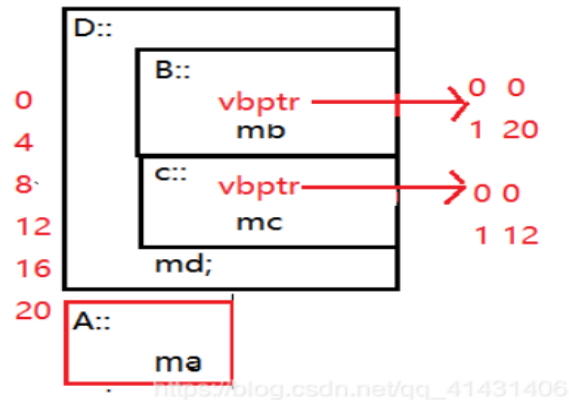 D::
B::
0
vbptr
0 0
mb
1 20
4
8
c::
vbptr
0 0
12
mc
1 12
16
md;
20
A::
ma
https://blog.csdn.net/qq_41431406